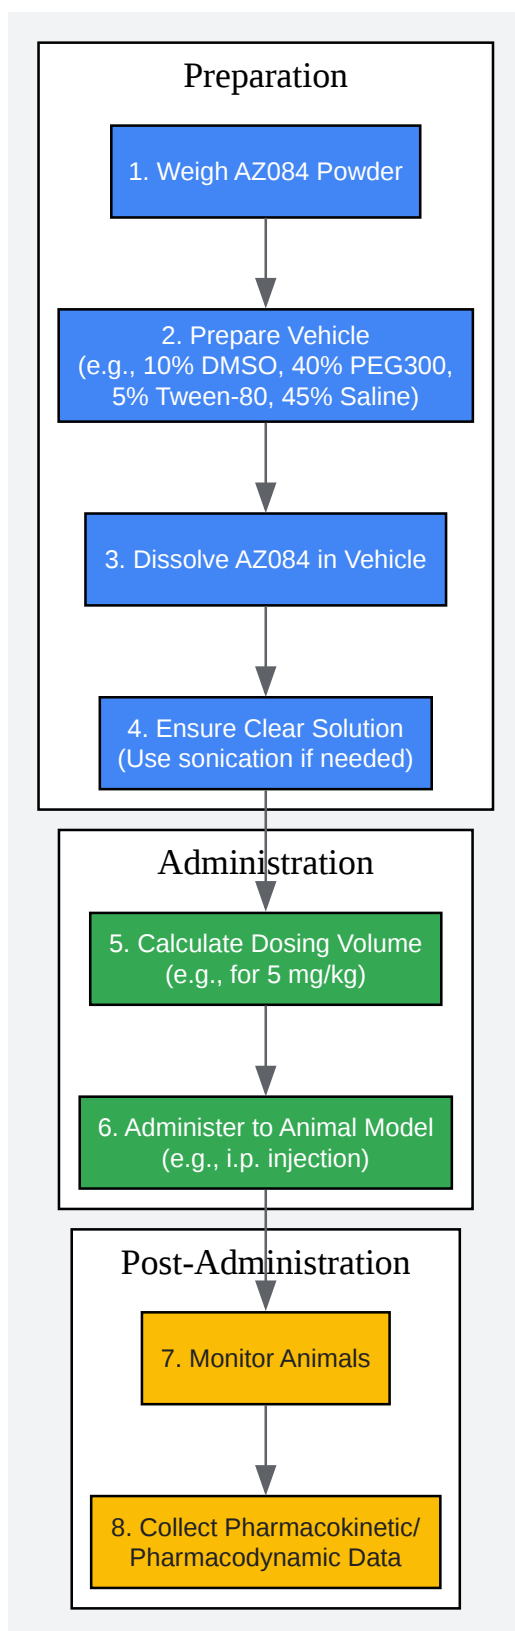 Preparation
1. Weigh AZ084 Powder
2. Prepare Vehicle
(e.g., 10% DMSO, 40% PEG300,
5% Tween-80, 45% Saline)
3. Dissolve AZ084 in Vehicle
4. Ensure Clear Solution
(Use sonication if needed)
Administration
5. Calculate Dosing Volume
(e.g., for 5 mg/kg)
6. Administer to Animal Model
(e.g., i.p. injection)
Post-Administration
7. Monitor Animals
8. Collect Pharmacokinetic/
Pharmacodynamic Data